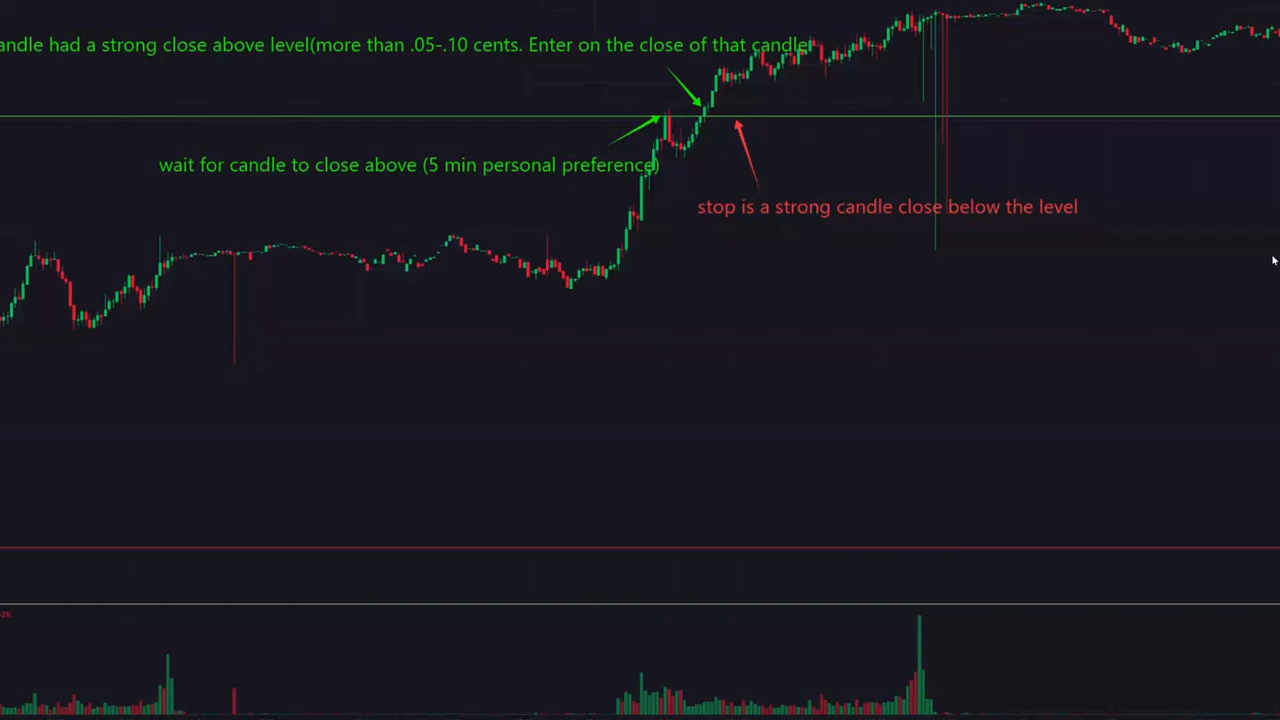 andle had a strong close above level(more than .05-.10 cents. Enter on the close of that candle
wait for candle to close above (5 min personal preference)
stop is a strong candle close below the level
2K